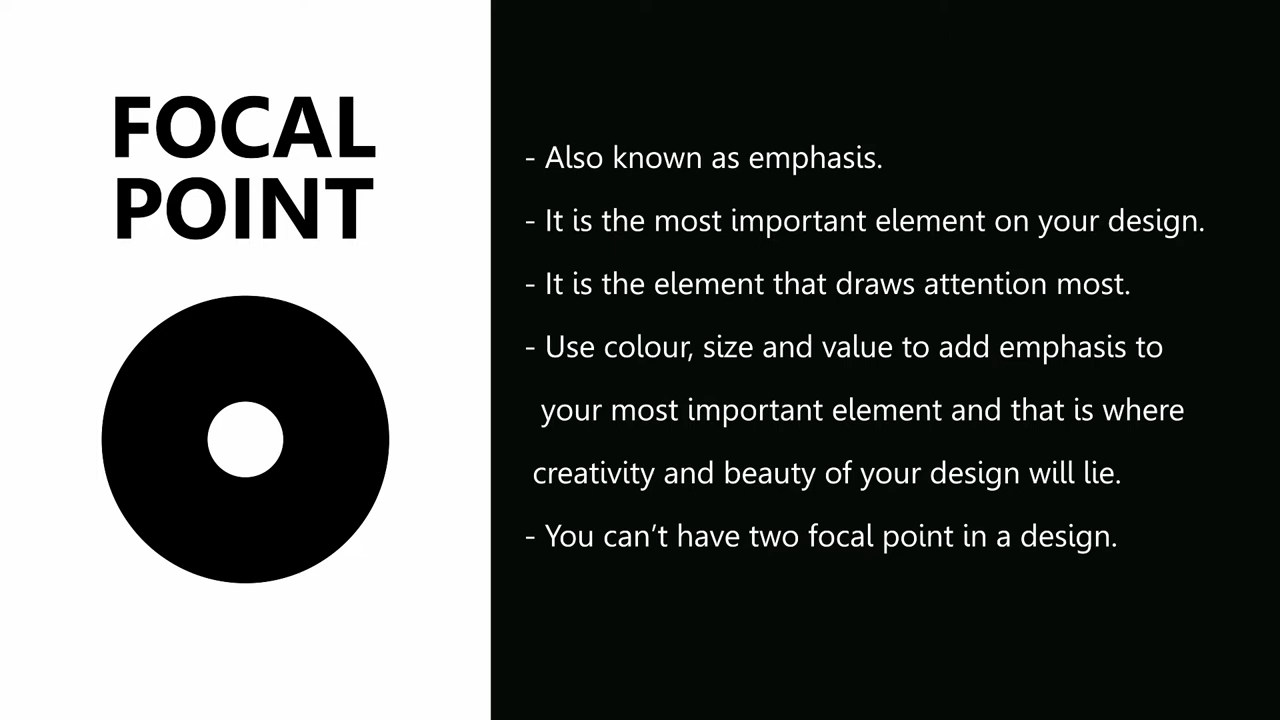 FOCAL
POINT
- Also known as emphasis.
- It is the most important element on your design.
- It is the element that draws attention most.
- Use colour, size and value to add emphasis to
your most important element and that is where
creativity and beauty of your design will lie.
- You can’t have two focal point in a design.